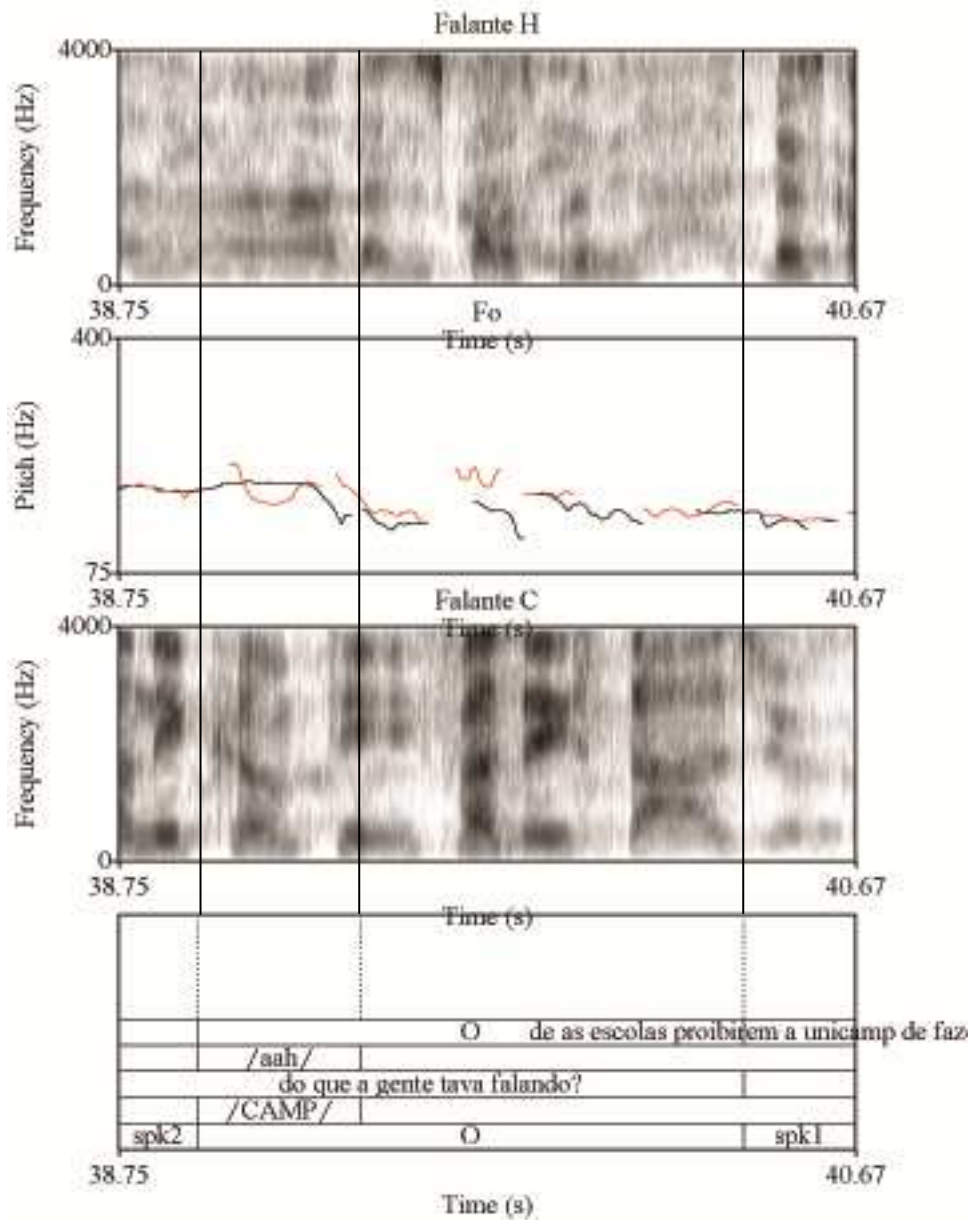 Falante H
4000
Frequency (Hz)
0
38.75
40.67
Time (s)
Fo
400
Pitch (Hz)
75
38.75
40.67
Time (s)
Falante C
4000
Frequency (Hz)
0
38.75
40.67
Time (s)
O de as escolas proibirem a unicamp de faz
/aah/
do que a gente tava falando?
/CAMP/
spk2 O spk1
38.75
40.67
Time (s)